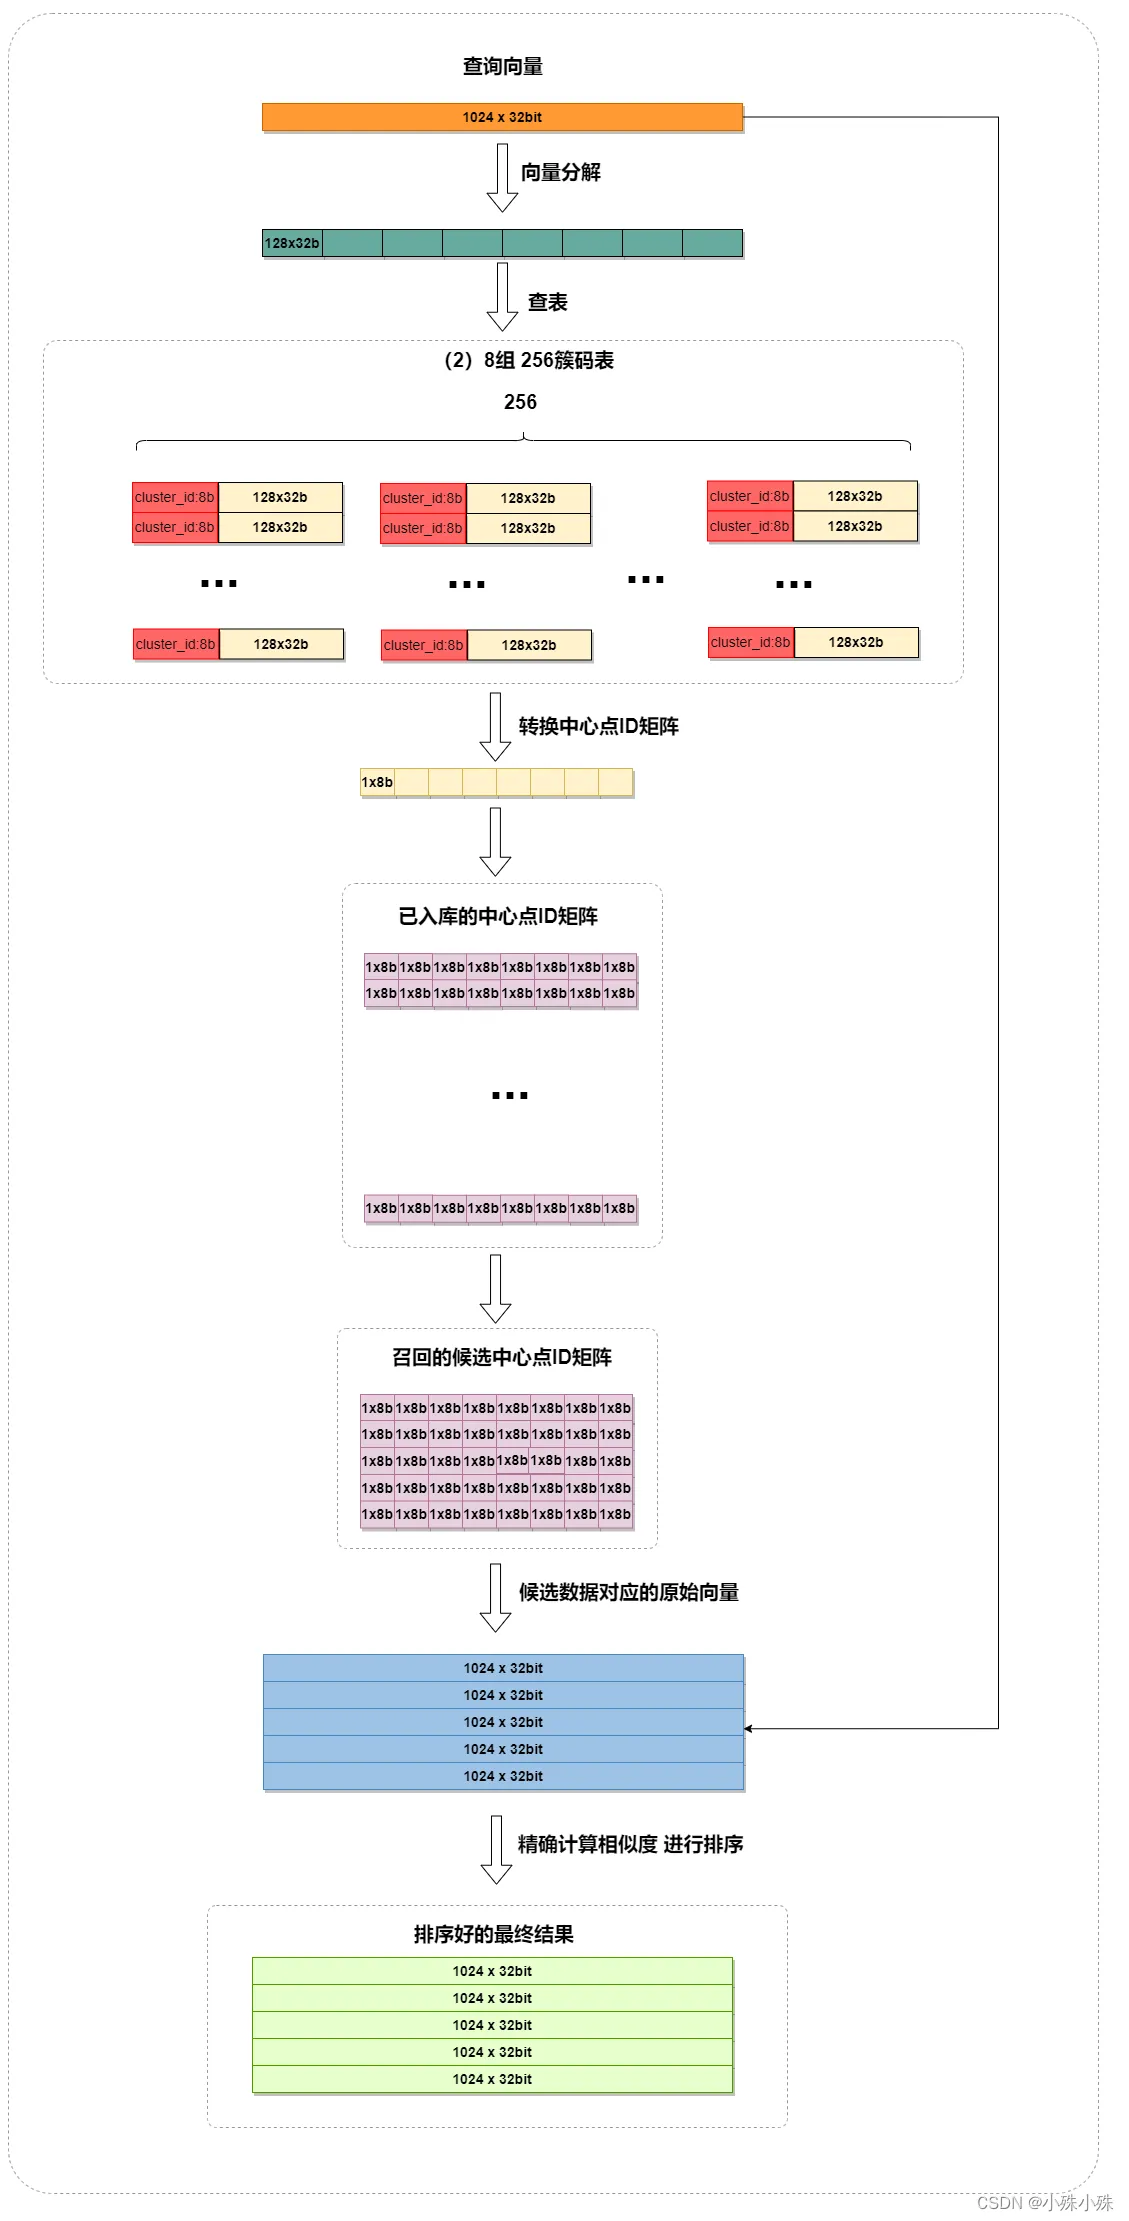 查询向量
1024 x 32bit
向量分解
128x32b
查表
（2）8组 256簇码表
256
cluster_id:8b 128x32b cluster_id:8b 128x32b cluster_id:8b 128x32b
cluster_id:8b 128x32b cluster_id:8b 128x32b cluster_id:8b 128x32b
... ... ... ...
cluster_id:8b 128x32b cluster_id:8b 128x32b cluster_id:8b 128x32b
转换中心点ID矩阵
1x8b
已入库的中心点ID矩阵
1x8b 1x8b 1x8b 1x8b 1x8b 1x8b 1x8b 1x8b
1x8b 1x8b 1x8b 1x8b 1x8b 1x8b 1x8b 1x8b
...
1x8b 1x8b 1x8b 1x8b 1x8b 1x8b 1x8b 1x8b
召回的候选中心点ID矩阵
1x8b 1x8b 1x8b 1x8b 1x8b 1x8b 1x8b 1x8b
1x8b 1x8b 1x8b 1x8b 1x8b 1x8b 1x8b 1x8b
1x8b 1x8b 1x8b 1x8b 1x8b 1x8b 1x8b 1x8b
1x8b 1x8b 1x8b 1x8b 1x8b 1x8b 1x8b 1x8b
1x8b 1x8b 1x8b 1x8b 1x8b 1x8b 1x8b 1x8b
候选数据对应的原始向量
1024 x 32bit
1024 x 32bit
1024 x 32bit
1024 x 32bit
1024 x 32bit
精确计算相似度 进行排序
排序好的最终结果
1024 x 32bit
1024 x 32bit
1024 x 32bit
1024 x 32bit
1024 x 32bit
CSDN @小殊小殊